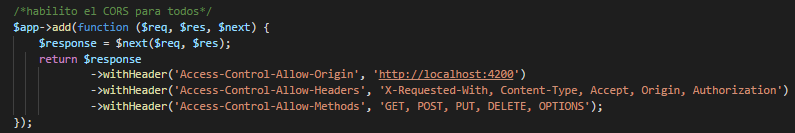 /*habilito el CORS para todos*/
$app->add(function ($req, $res, $next) {
    $response = $next($req, $res);
    return $response
            ->withHeader('Access-Control-Allow-Origin', 'http://localhost:4200')
            ->withHeader('Access-Control-Allow-Headers', 'X-Requested-With, Content-Type, Accept, Origin, Authorization')
            ->withHeader('Access-Control-Allow-Methods', 'GET, POST, PUT, DELETE, OPTIONS');
});